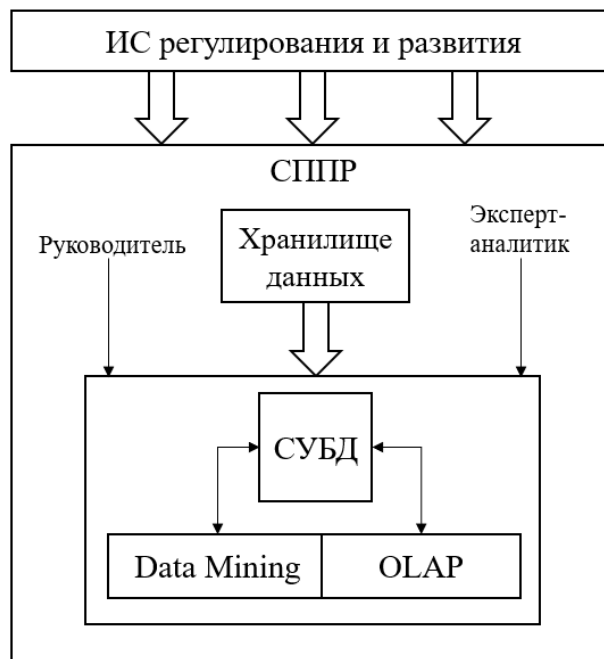 ИС регулирования и развития
СППР
Руководитель
Хранилище
данных
Эксперт-
аналитик
СУБД
Data Mining
OLAP